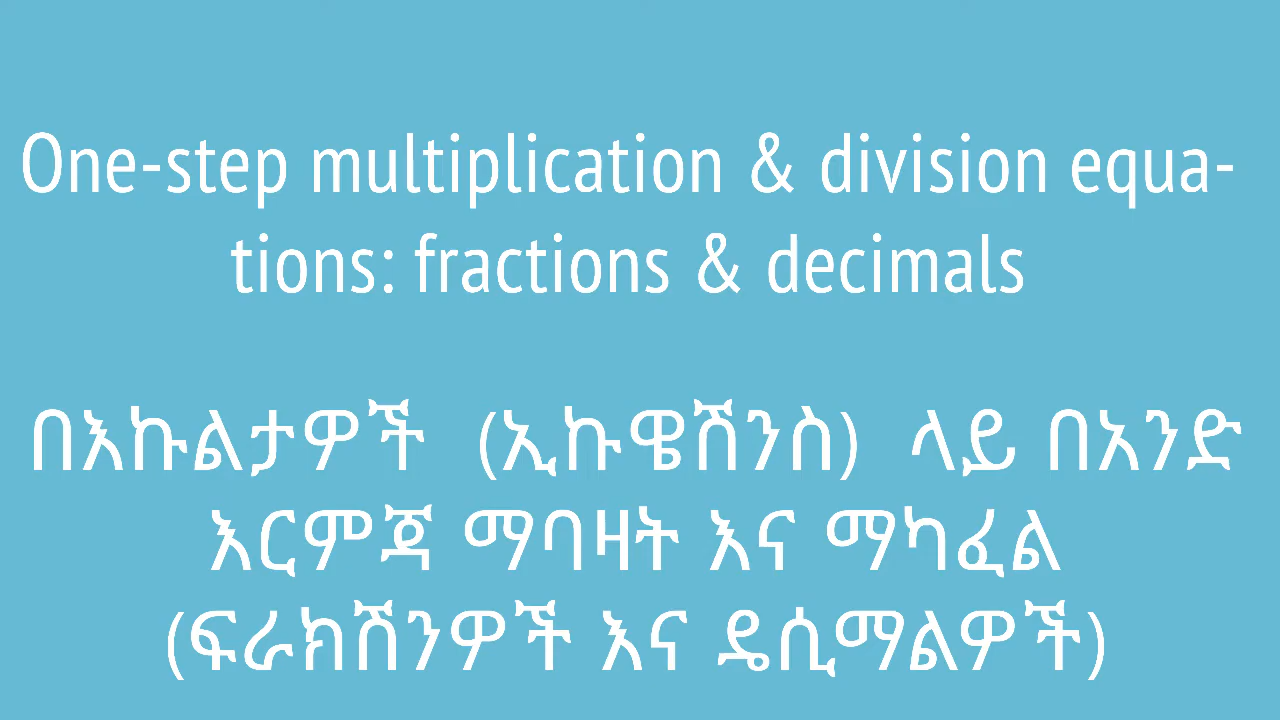 One-step multiplication & division equa-
tions: fractions & decimals
በእኩልታዎች (ኢኩዌሽንስ) ላይ በአንድ
እርምጃ ማባዛት እና ማካፈል
(ፍራክሽንዎች እና ዴሲማልዎች)